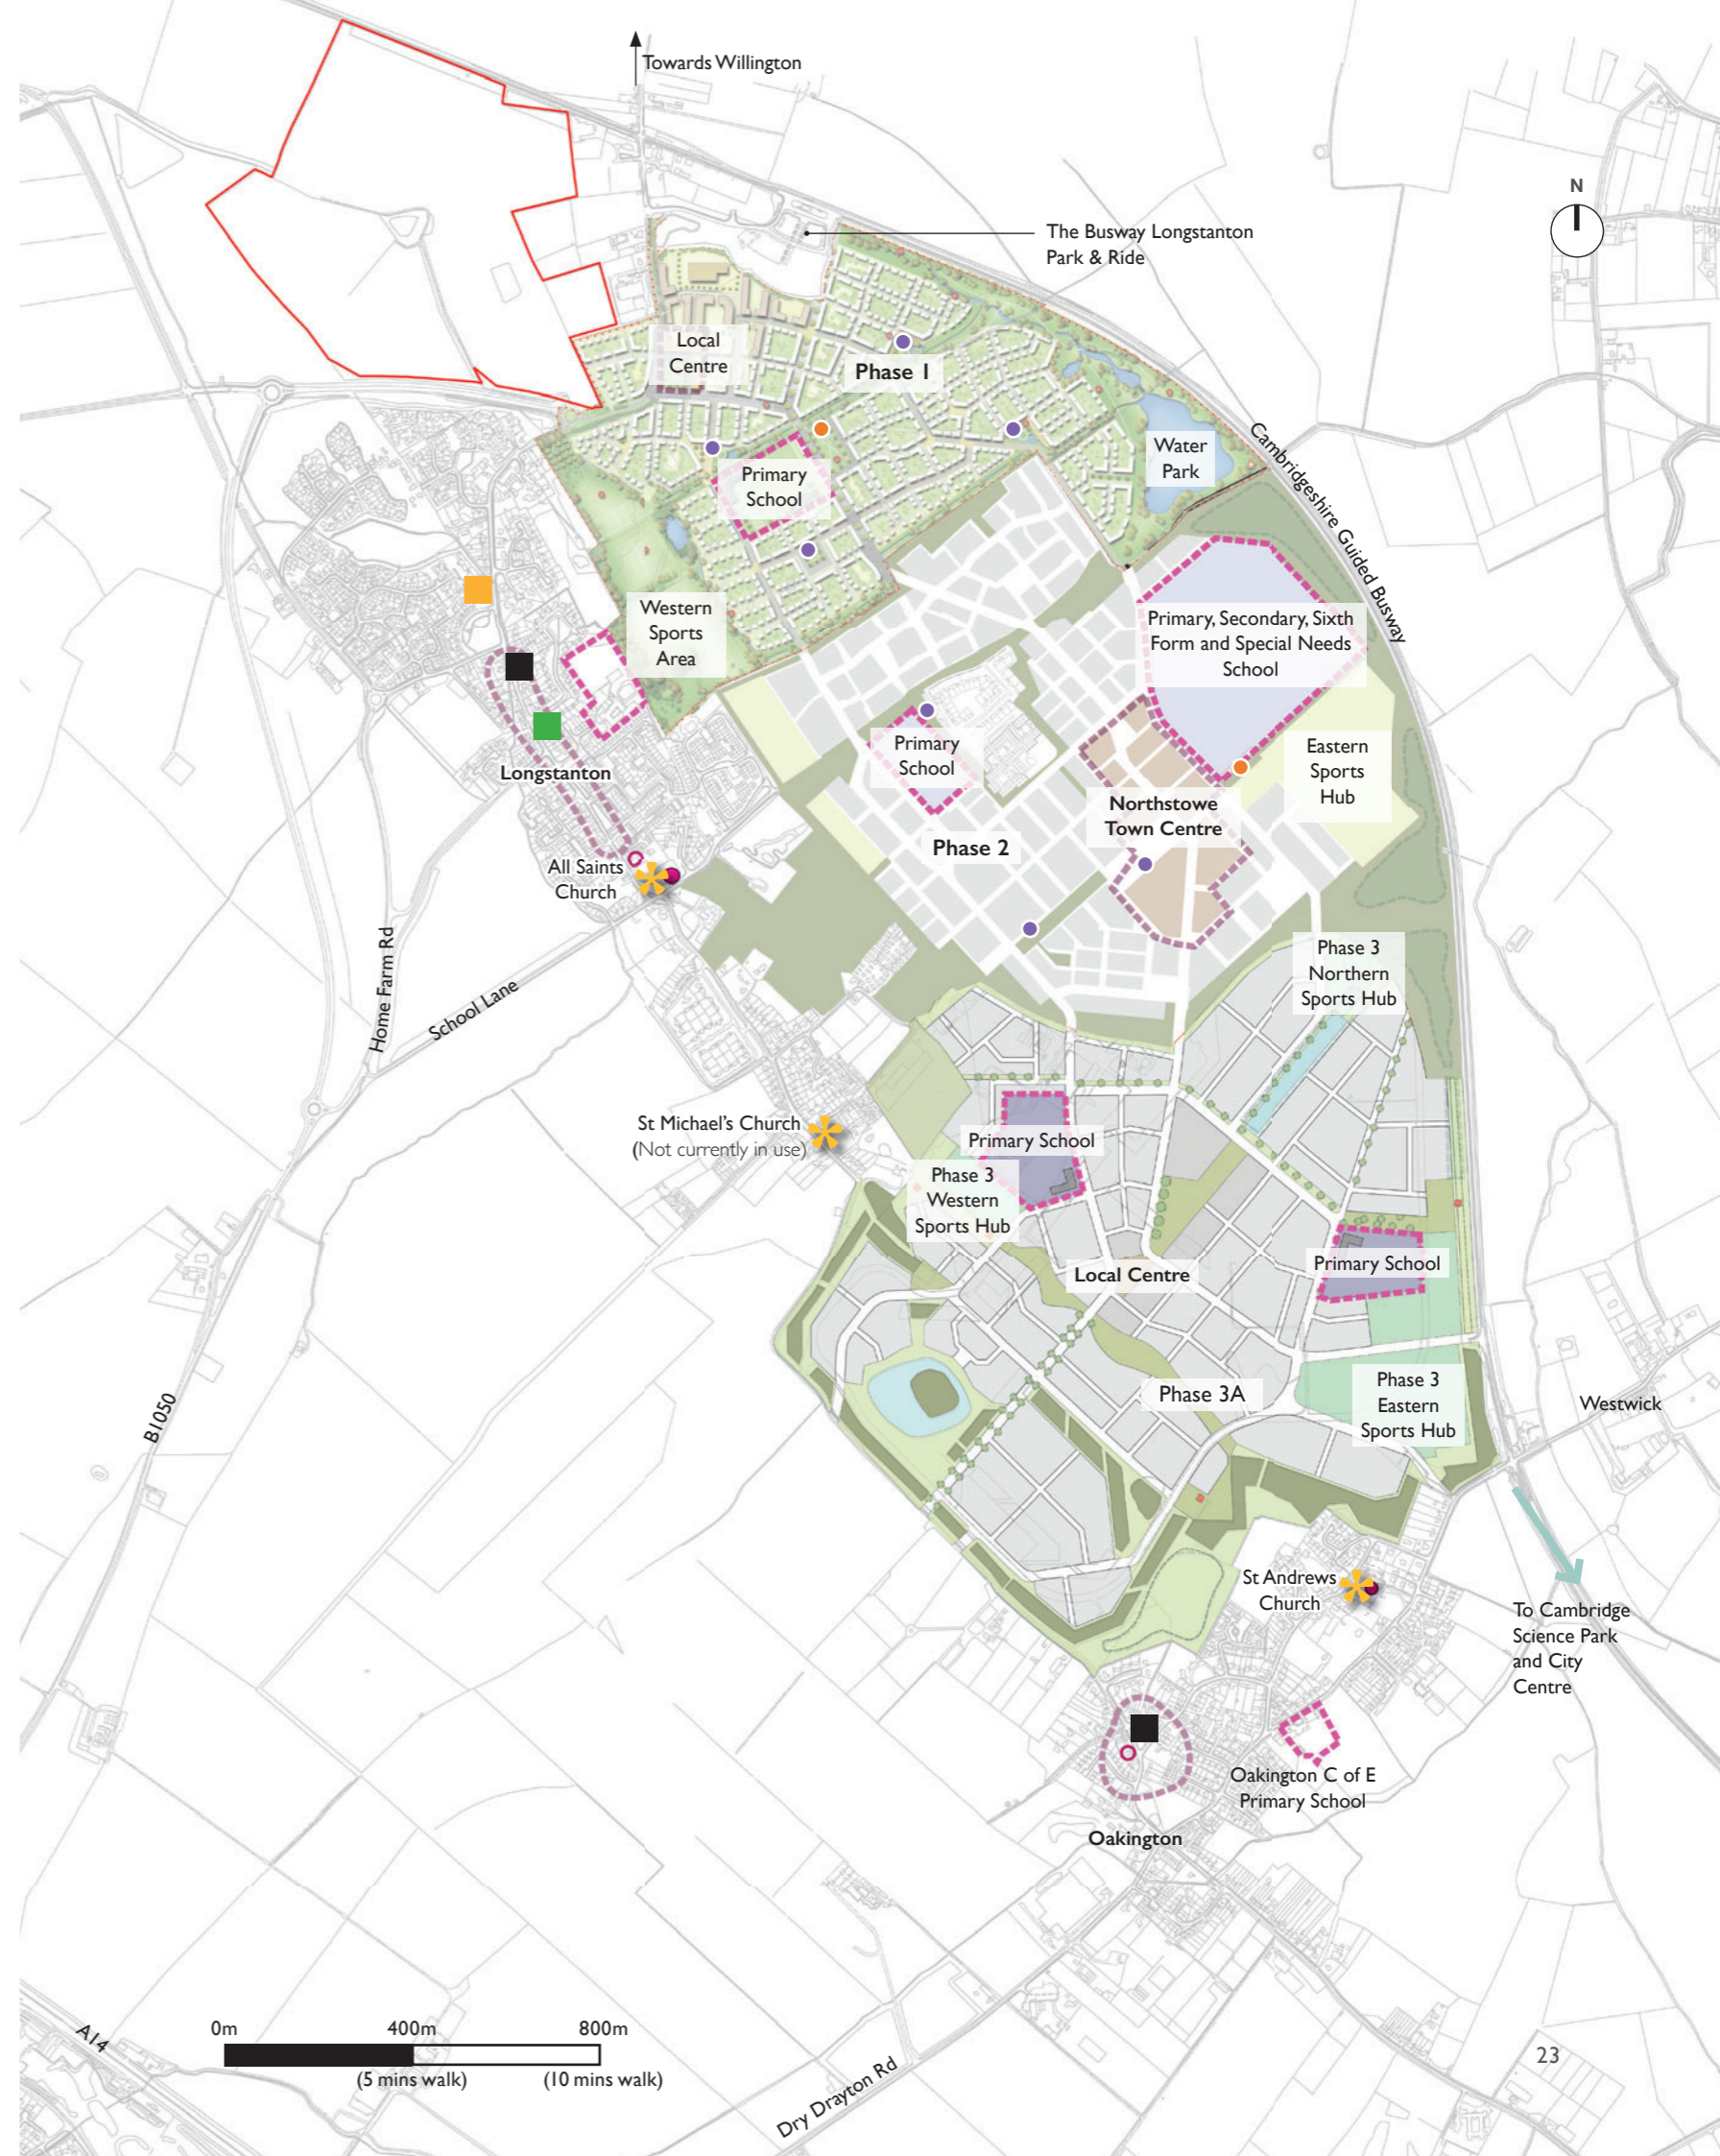 Towards Willington
N
The Busway Longstanton
Park & Ride
Local
Centre
Phase 1
Water
Park
Cambridgeshire Guided Busway
Primary
School
Western
Sports
Area
Primary, Secondary, Sixth
Form and Special Needs
School
Primary
School
Eastern
Sports
Hub
Longstanton
Northstowe
Town Centre
Phase 2
All Saints
Church
Home Farm Rd
School Lane
Phase 3
Northern
Sports Hub
St Michael's Church
(Not currently in use)
Primary School
Phase 3
Western
Sports Hub
Local Centre
Primary School
B1050
Phase 3A
Phase 3
Eastern
Sports Hub
Westwick
St Andrews
Church
To Cambridge
Science Park
and City
Centre
Oakington C of E
Primary School
Oakington
A14
0m 400m 800m
(5 mins walk) (10 mins walk)
Dry Drayton Rd
23